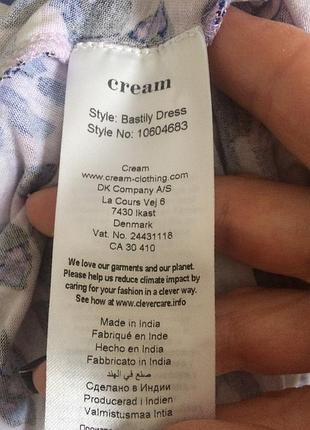 cream
Style: Bastily Dress
Style No: 10604683
Cream
www.cream-clothing.com
DK Company A/S
La Cours Vej 6
7430 Ikast
Denmark
Vat. No. 24431118
CA 30 410
We love our garments and our planet.
Please help us reduce climate impact by
caring for your fashion in a clever way.
See how at www.clevercare.info
Made in India
Fabriqué en Inde
Hecho en India
Fabbricato in India
صنع في الهند
Сделано в Индии
Producerad i Indien
Valmistusmaa Intia